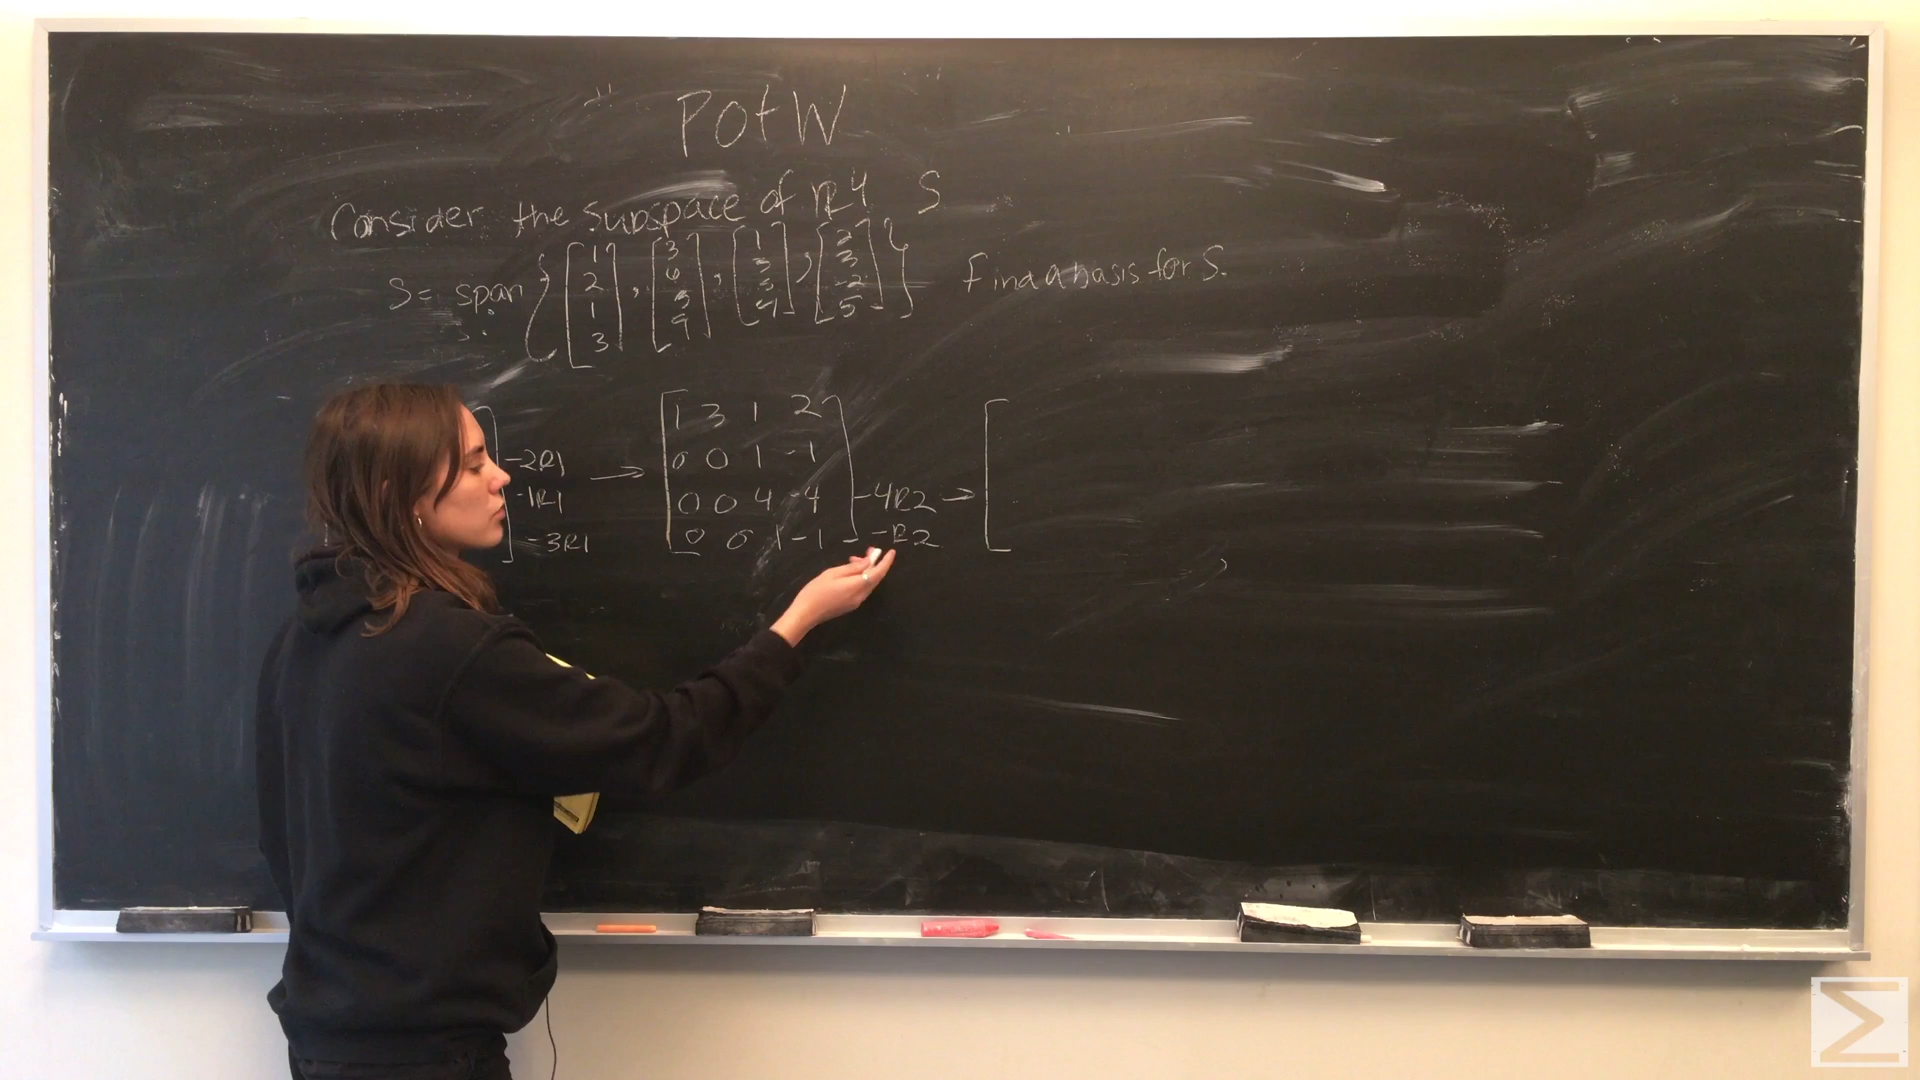 POTW
Consider the subspace of R4 S
S = span { [1 2 1 3], [3 6 3 9], [1 3 5 4], [2 3 -2 5] } Find a basis for S.
-2R1 →
-1R1
-3R1
1 3 1 2
0 0 1 -1
0 0 4 -4 -4R2 →
0 0 1 -1 -R2
Σ